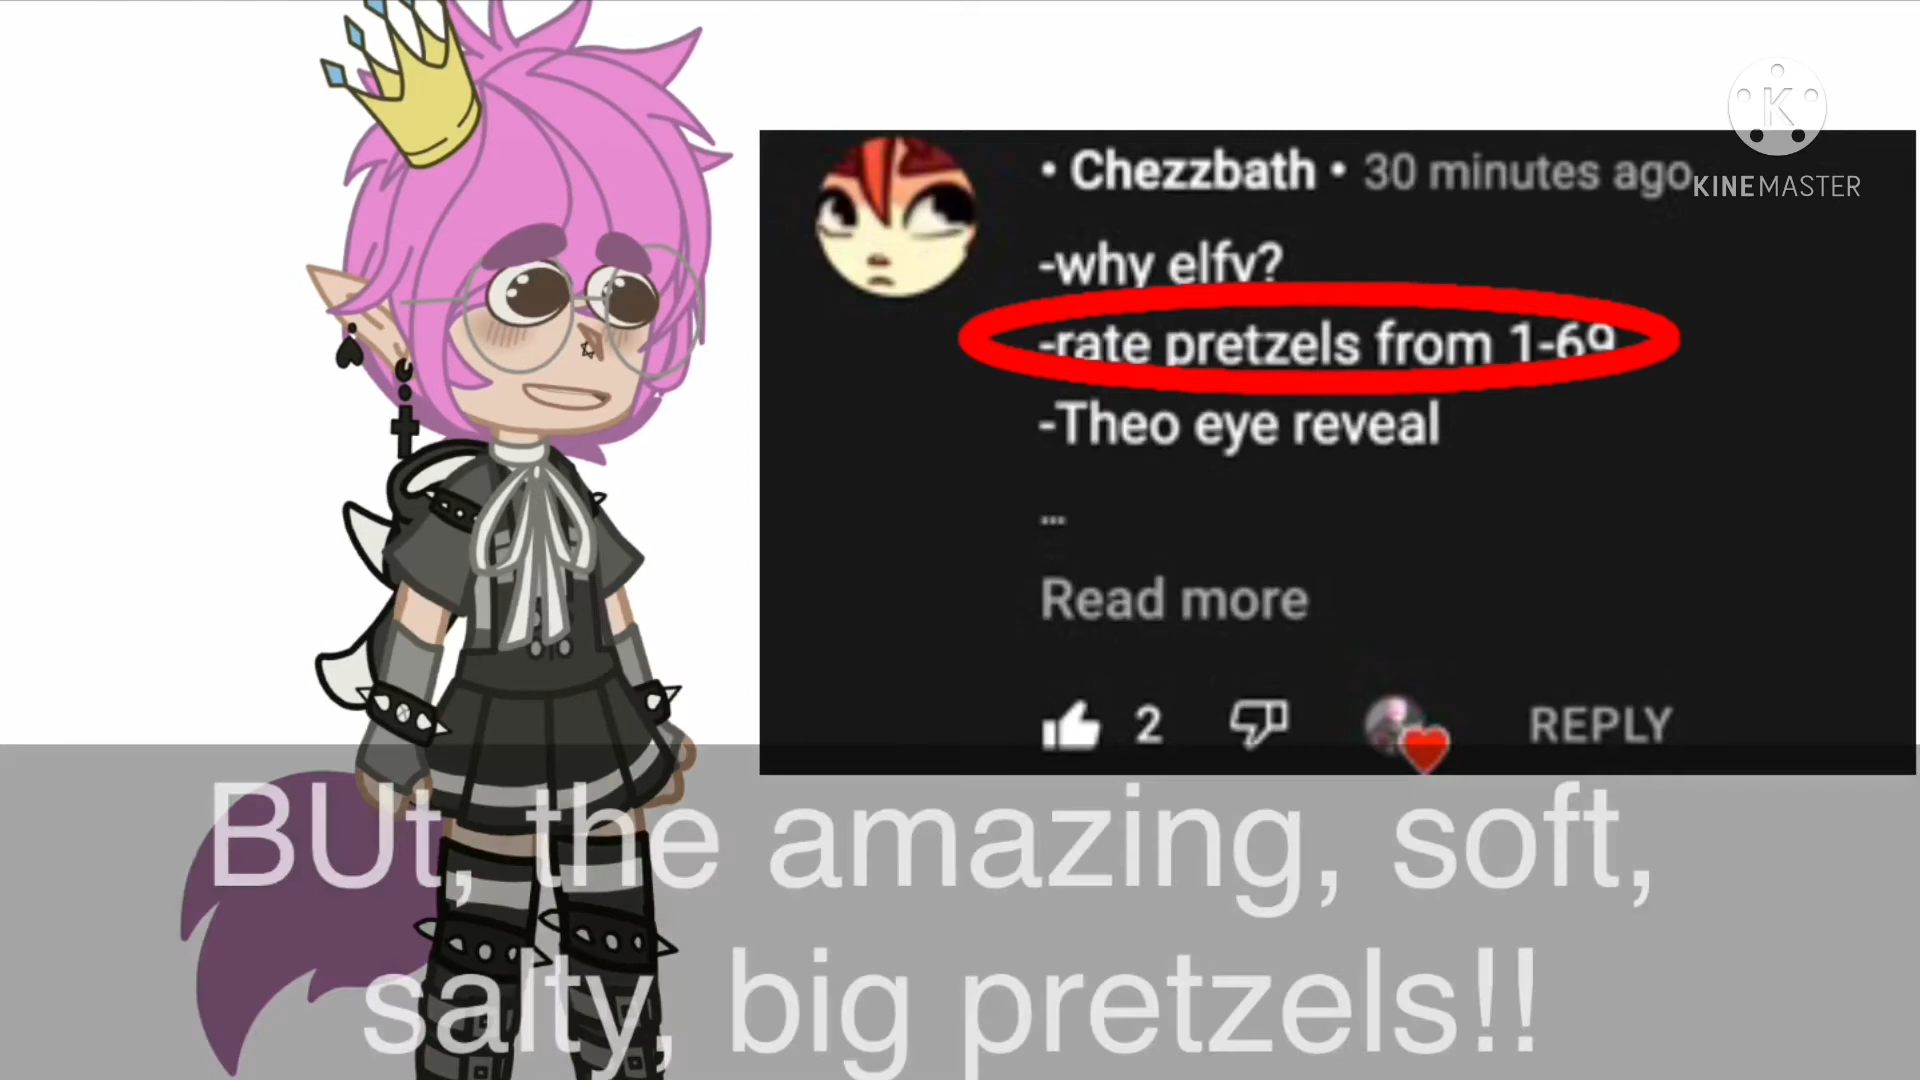 K
KINEMASTER
• Chezzbath • 30 minutes ago
-why elfy?
-rate pretzels from 1-69
-Theo eye reveal
...
Read more
2
REPLY
BUt, the amazing, soft,
salty, big pretzels!!